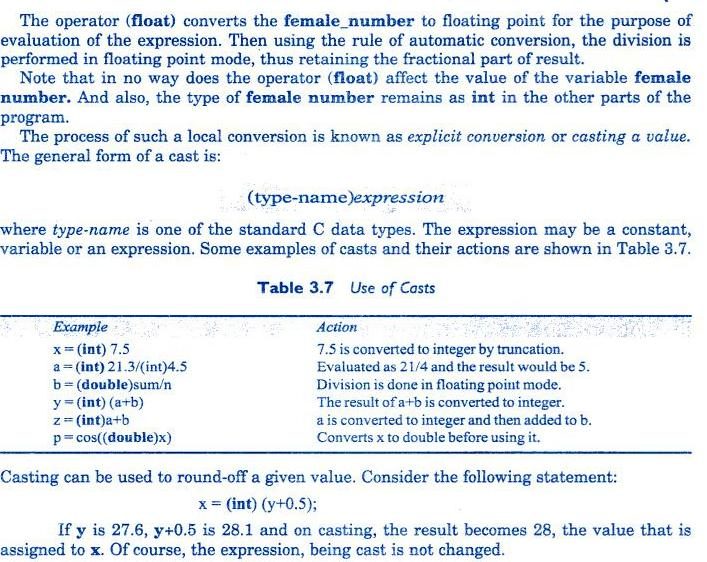 The operator (float) converts the female_number to floating point for the purpose of
evaluation of the expression. Then using the rule of automatic conversion, the division is
performed in floating point mode, thus retaining the fractional part of result.
Note that in no way does the operator (float) affect the value of the variable female
number. And also, the type of female number remains as int in the other parts of the
program.
The process of such a local conversion is known as explicit conversion or casting a value.
The general form of a cast is:
(type-name)expression
where type-name is one of the standard C data types. The expression may be a constant,
variable or an expression. Some examples of casts and their actions are shown in Table 3.7.
Table 3.7 Use of Casts
Example Action
x = (int) 7.5 7.5 is converted to integer by truncation.
a = (int) 21.3/(int)4.5 Evaluated as 21/4 and the result would be 5.
b = (double)sum/n Division is done in floating point mode.
y = (int) (a+b) The result of a+b is converted to integer.
z = (int)a+b a is converted to integer and then added to b.
p = cos((double)x) Converts x to double before using it.
Casting can be used to round-off a given value. Consider the following statement:
x = (int) (y+0.5);
If y is 27.6, y+0.5 is 28.1 and on casting, the result becomes 28, the value that is
assigned to x. Of course, the expression, being cast is not changed.